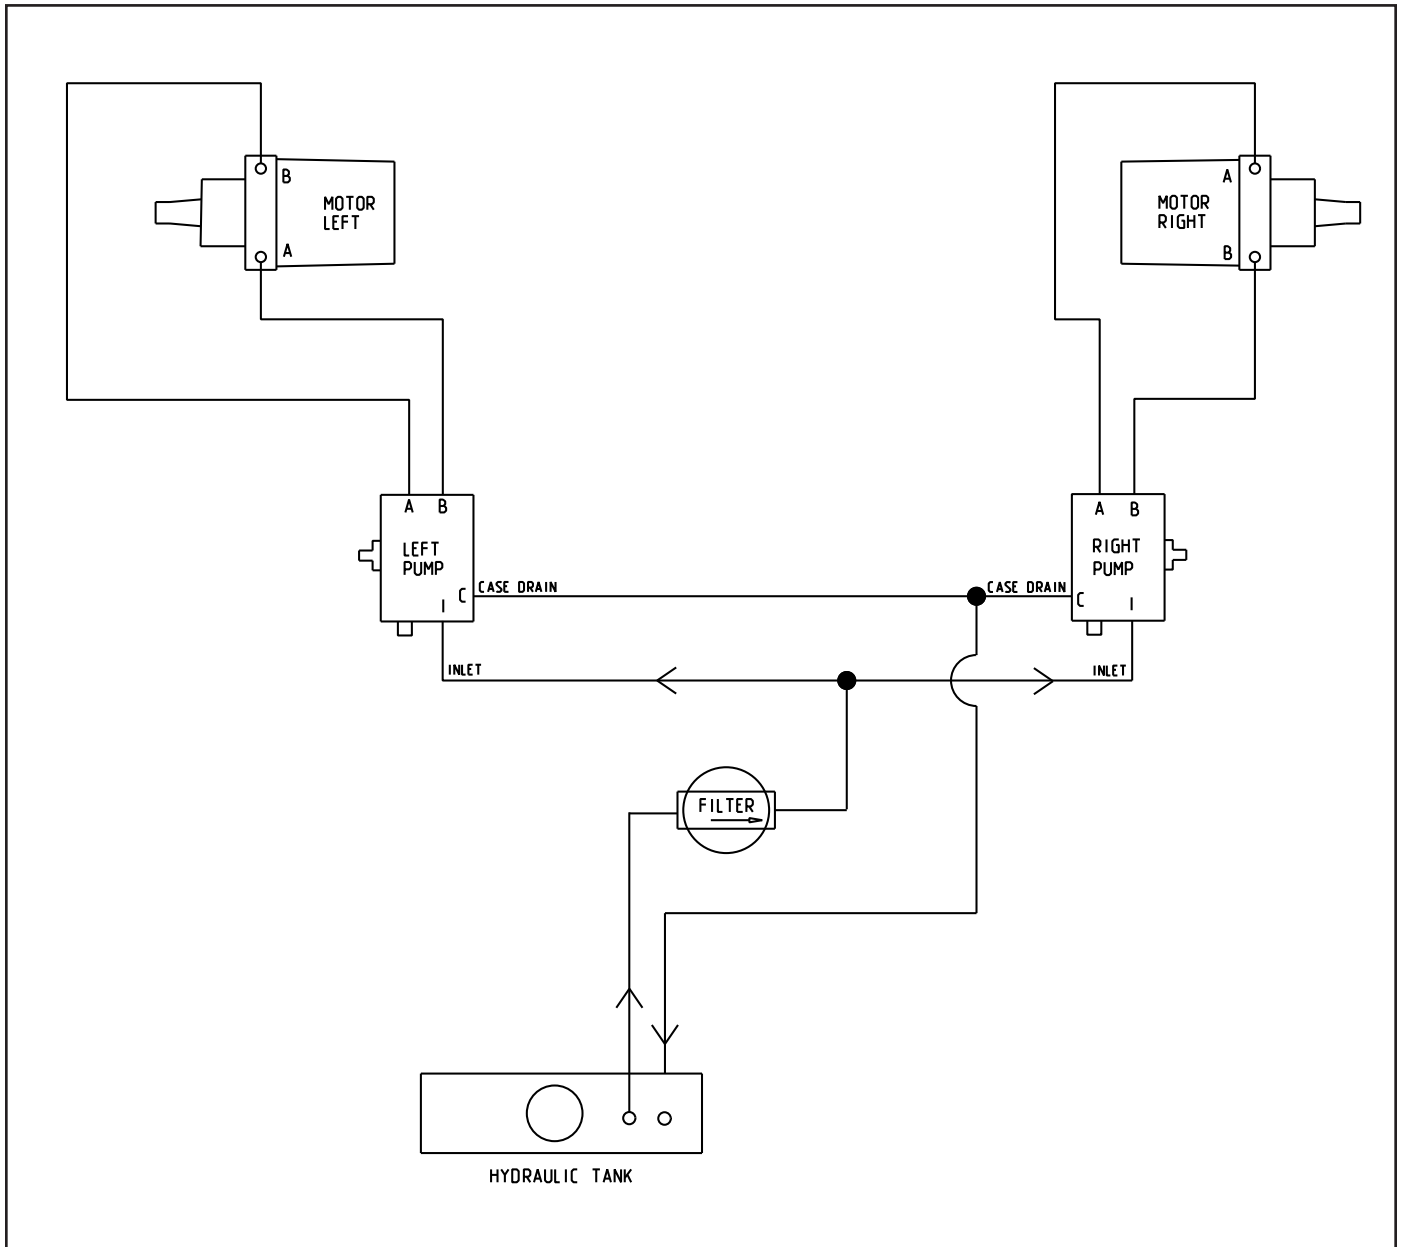 B
MOTOR
LEFT
A
A
MOTOR
RIGHT
B
A B
LEFT
PUMP
C
I
CASE DRAIN
INLET
A B
RIGHT
PUMP
C
I
CASE DRAIN
INLET
FILTER
HYDRAULIC TANK